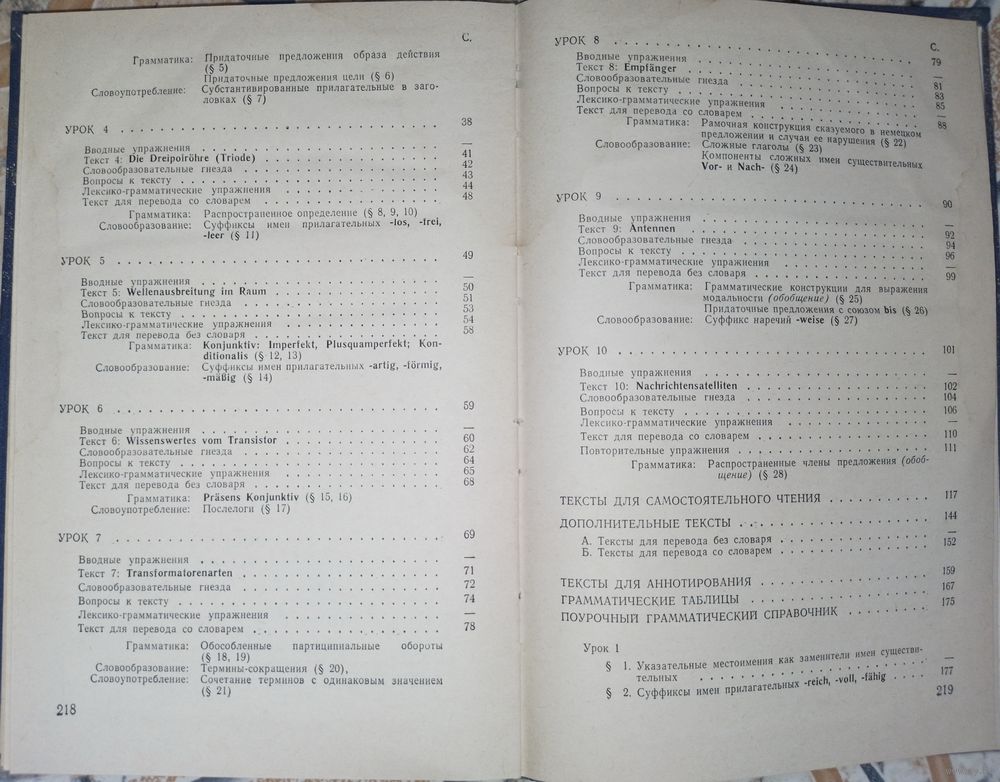 С.
Грамматика: Придаточные предложения образа действия
(§ 5)
Придаточные предложения цели (§ 6)
Словоупотребление: Субстантивированные прилагательные в заго-
ловках (§ 7)
УРОК 4 . . . 38
Вводные упражнения . . . —
Текст 4: Die Dreipolröhre (Triode) . . . 41
Словообразовательные гнезда . . . 42
Вопросы к тексту . . . 43
Лексико-грамматические упражнения . . . 44
Текст для перевода со словарем . . . 48
Грамматика: Распространенное определение (§ 8, 9, 10)
Словообразование: Суффиксы имен прилагательных -los, -frei,
-leer (§ 11)
УРОК 5 . . . 49
Вводные упражнения . . . —
Текст 5: Wellenausbreitung im Raum . . . 50
Словообразовательные гнезда . . . 51
Вопросы к тексту . . . 53
Лексико-грамматические упражнения . . . 54
Текст для перевода без словаря . . . 58
Грамматика: Konjunktiv: Imperfekt, Plusquamperfekt; Kon-
ditionalis (§ 12, 13)
Словообразование: Суффиксы имен прилагательных -artig, -förmig,
-mäßig (§ 14)
УРОК 6 . . . 59
Вводные упражнения . . . —
Текст 6: Wissenswertes vom Transistor . . . 60
Словообразовательные гнезда . . . 62
Вопросы к тексту . . . 64
Лексико-грамматические упражнения . . . 65
Текст для перевода без словаря . . . 68
Грамматика: Präsens Konjunktiv (§ 15, 16)
Словоупотребление: Послелоги (§ 17)
УРОК 7 . . . 69
Вводные упражнения . . . —
Текст 7: Transformatorenarten . . . 71
Словообразовательные гнезда . . . 72
Вопросы к тексту . . . 74
Лексико-грамматические упражнения . . . —
Текст для перевода со словарем . . . 78
Грамматика: Обособленные партиципиальные обороты
(§ 18, 19)
Словообразование: Термины-сокращения (§ 20),
Словоупотребление: Сочетание терминов с одинаковым значением
(§ 21)
218
С.
УРОК 8 . . . 79
Вводные упражнения . . . —
Текст 8: Empfänger . . . 81
Словообразовательные гнезда . . . 83
Вопросы к тексту . . . 85
Лексико-грамматические упражнения . . . —
Текст для перевода со словарем . . . 88
Грамматика: Рамочная конструкция сказуемого в немецком
предложении и случаи ее нарушения (§ 22)
Словообразование: Сложные глаголы (§ 23)
Компоненты сложных имен существительных
Vor- и Nach- (§ 24)
УРОК 9 . . . 90
Вводные упражнения . . . —
Текст 9: Antennen . . . 92
Словообразовательные гнезда . . . 94
Вопросы к тексту . . . 96
Лексико-грамматические упражнения . . . —
Текст для перевода без словаря . . . 99
Грамматика: Грамматические конструкции для выражения
модальности (обобщение) (§ 25)
Придаточные предложения с союзом bis (§ 26)
Словообразование: Суффикс наречий -weise (§ 27)
УРОК 10 . . . 101
Вводные упражнения . . . —
Текст 10: Nachrichtensatelliten . . . 102
Словообразовательные гнезда . . . 104
Вопросы к тексту . . . 106
Лексико-грамматические упражнения . . . —
Текст для перевода со словарем . . . 110
Повторительные упражнения . . . 111
Грамматика: Распространенные члены предложения (обоб-
щение) (§ 28)
ТЕКСТЫ ДЛЯ САМОСТОЯТЕЛЬНОГО ЧТЕНИЯ . . . 117
ДОПОЛНИТЕЛЬНЫЕ ТЕКСТЫ . . . 144
А. Тексты для перевода без словаря . . . —
Б. Тексты для перевода со словарем . . . 152
ТЕКСТЫ ДЛЯ АННОТИРОВАНИЯ . . . 159
ГРАММАТИЧЕСКИЕ ТАБЛИЦЫ . . . 167
ПОУРОЧНЫЙ ГРАММАТИЧЕСКИЙ СПРАВОЧНИК . . . 175
Урок 1
§ 1. Указательные местоимения как заменители имен существи-
тельных . . . —
§ 2. Суффиксы имен прилагательных -reich, -voll, -fähig . . . 177
219